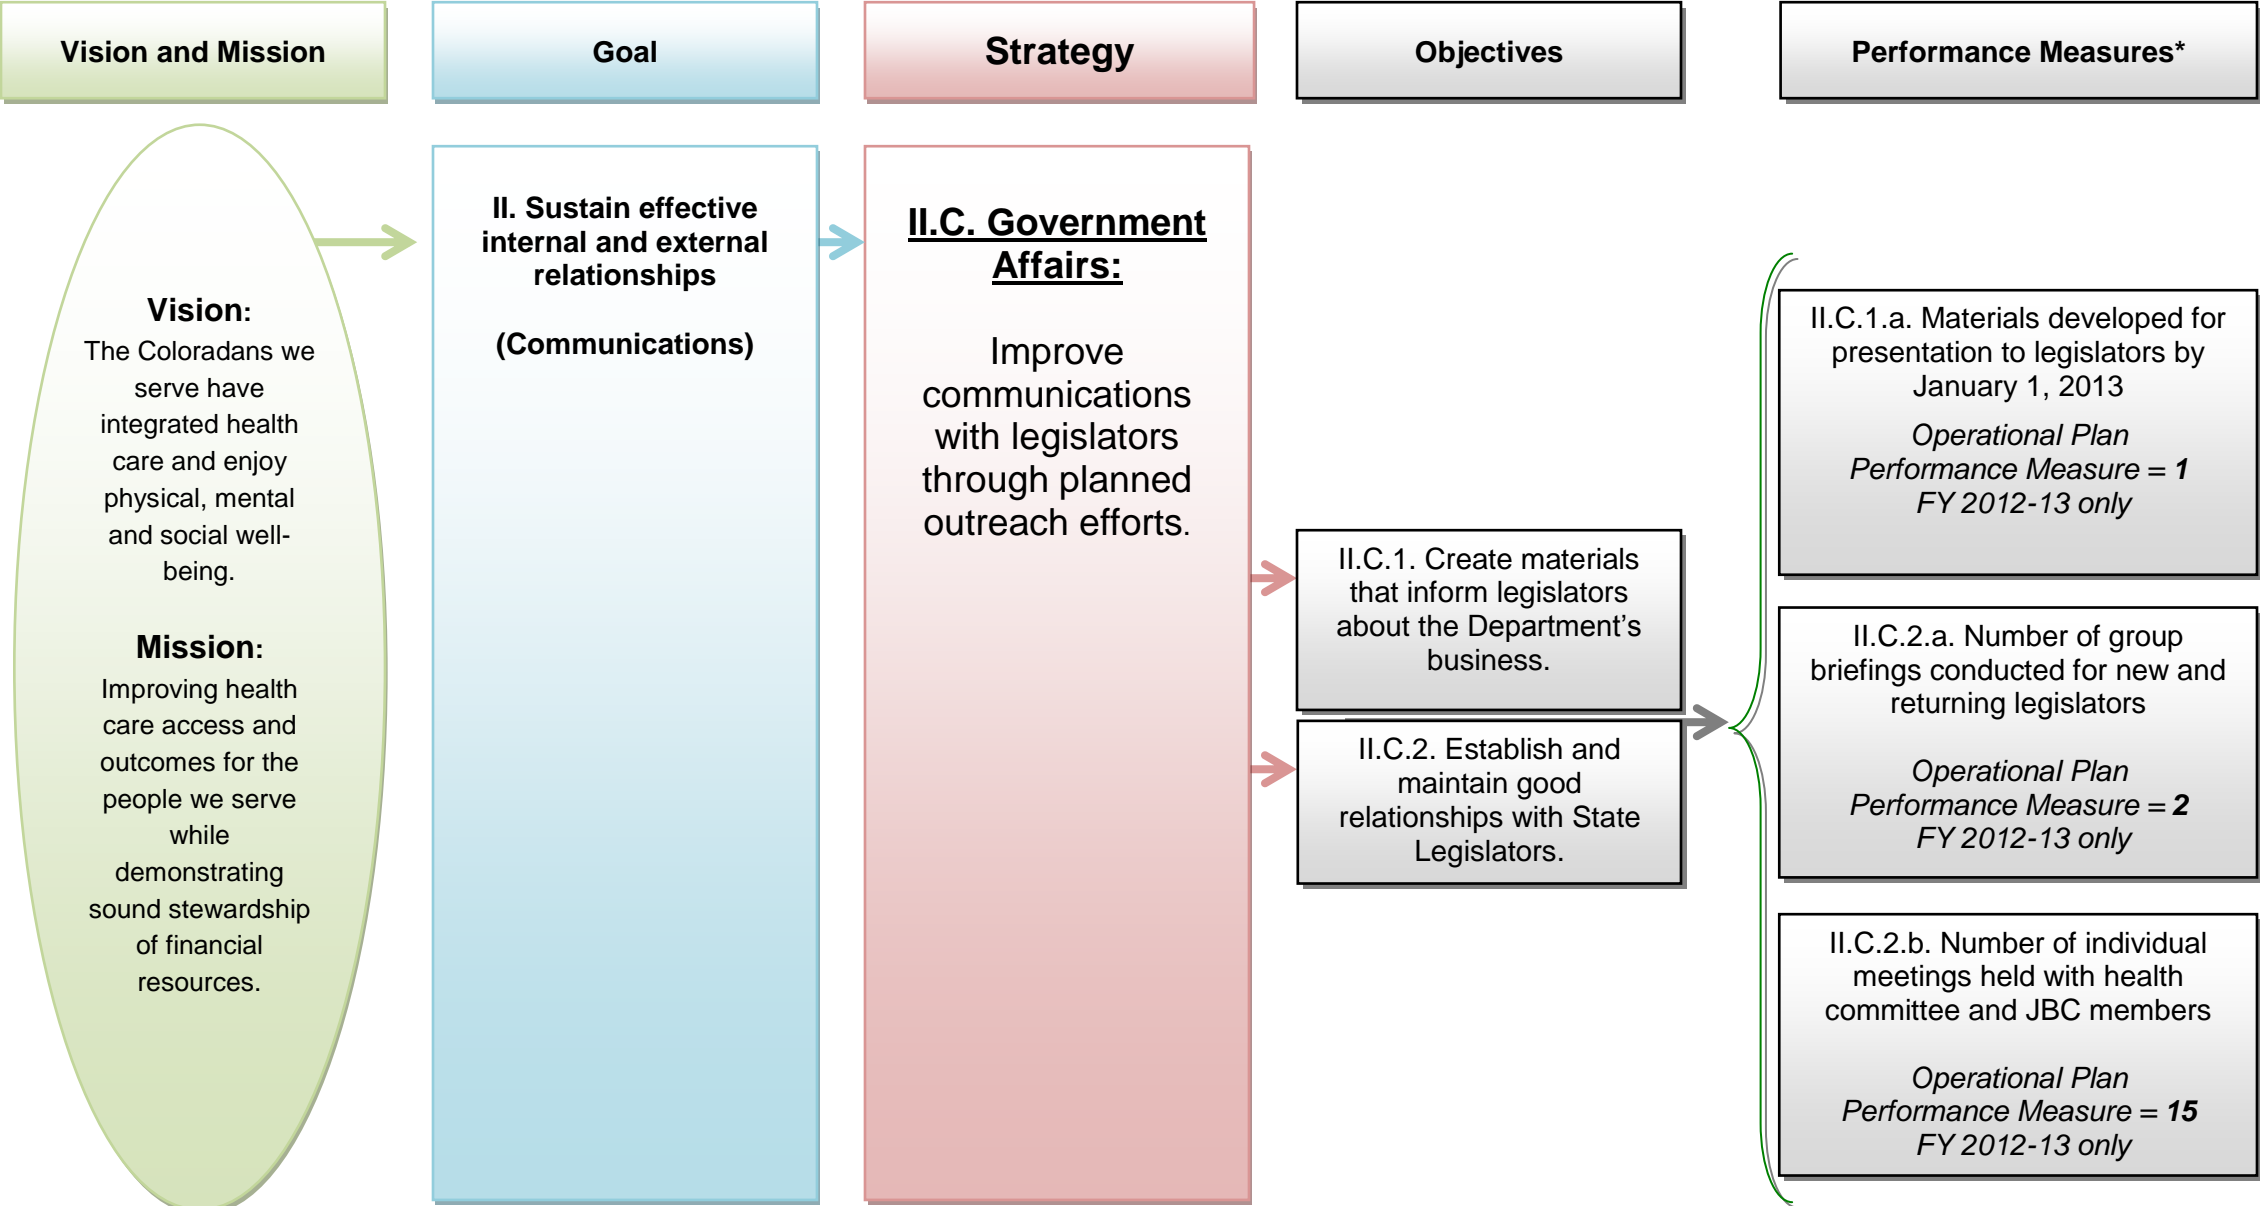 Vision and Mission
Goal
Strategy
Objectives
Performance Measures*
Vision:
The Coloradans we
serve have
integrated health
care and enjoy
physical, mental
and social well-
being.
Mission:
Improving health
care access and
outcomes for the
people we serve
while
demonstrating
sound stewardship
of financial
resources.
II. Sustain effective
internal and external
relationships
(Communications)
II.C. Government
Affairs:
Improve
communications
with legislators
through planned
outreach efforts.
II.C.1. Create materials
that inform legislators
about the Department’s
business.
II.C.2. Establish and
maintain good
relationships with State
Legislators.
II.C.1.a. Materials developed for
presentation to legislators by
January 1, 2013
Operational Plan
Performance Measure = 1
FY 2012-13 only
II.C.2.a. Number of group
briefings conducted for new and
returning legislators
Operational Plan
Performance Measure = 2
FY 2012-13 only
II.C.2.b. Number of individual
meetings held with health
committee and JBC members
Operational Plan
Performance Measure = 15
FY 2012-13 only